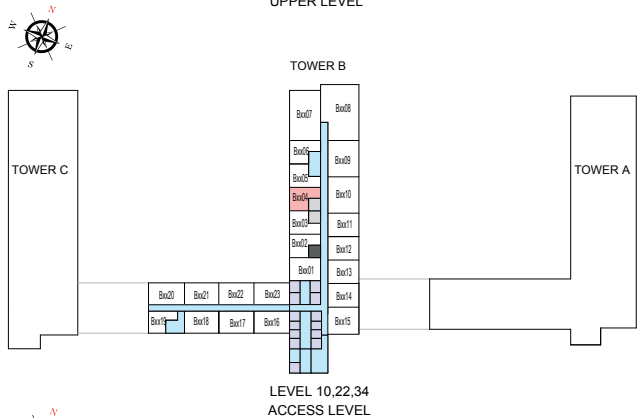 UPPER LEVEL
N
W
E
S
TOWER B
Bxx07
Bxx08
Bxx06
Bxx09
TOWER C
TOWER A
Bxx05
Bxx04
Bxx10
Bxx03
Bxx11
Bxx02
Bxx12
Bxx01
Bxx13
Bxx20 Bxx21 Bxx22 Bxx23
Bxx14
Bxx19 Bxx18 Bxx17 Bxx16
Bxx15
LEVEL 10,22,34
ACCESS LEVEL
N